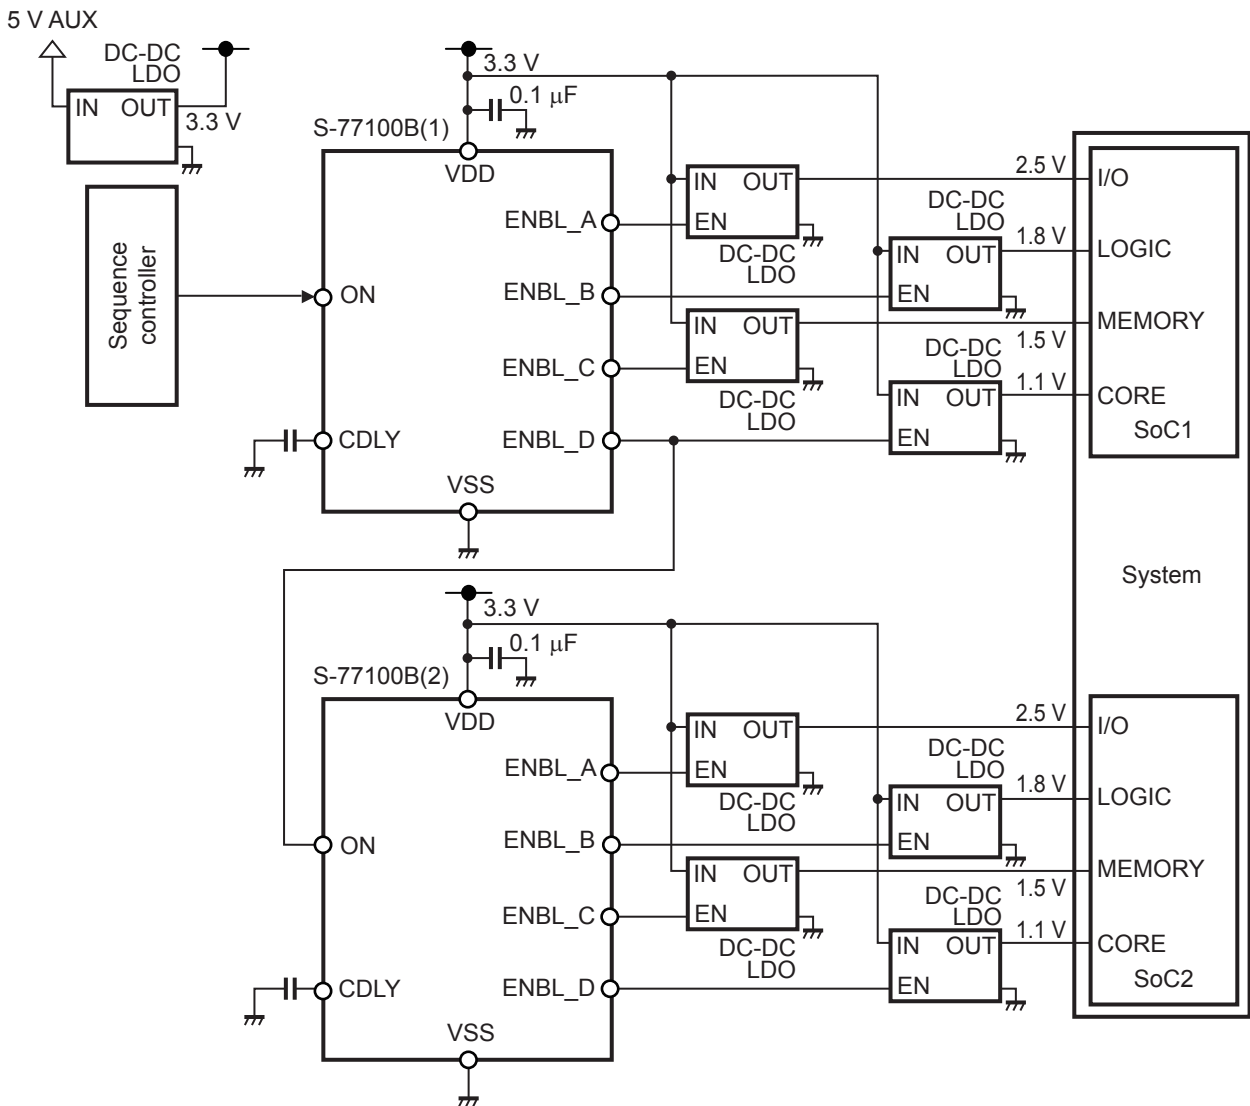 5 V AUX
DC-DC
LDO
IN OUT
3.3 V
Sequence
controller
3.3 V
0.1 μF
S-77100B(1)
VDD
ENBL_A
ON
ENBL_B
ENBL_C
CDLY
ENBL_D
VSS
IN OUT
EN
DC-DC
LDO
DC-DC
LDO
IN OUT
EN
IN OUT
EN
DC-DC
LDO
DC-DC
LDO
IN OUT
EN
2.5 V
1.8 V
1.5 V
1.1 V
I/O
LOGIC
MEMORY
CORE
SoC1
System
3.3 V
0.1 μF
S-77100B(2)
VDD
ENBL_A
ON
ENBL_B
ENBL_C
CDLY
ENBL_D
VSS
IN OUT
EN
DC-DC
LDO
DC-DC
LDO
IN OUT
EN
IN OUT
EN
DC-DC
LDO
DC-DC
LDO
IN OUT
EN
2.5 V
1.8 V
1.5 V
1.1 V
I/O
LOGIC
MEMORY
CORE
SoC2